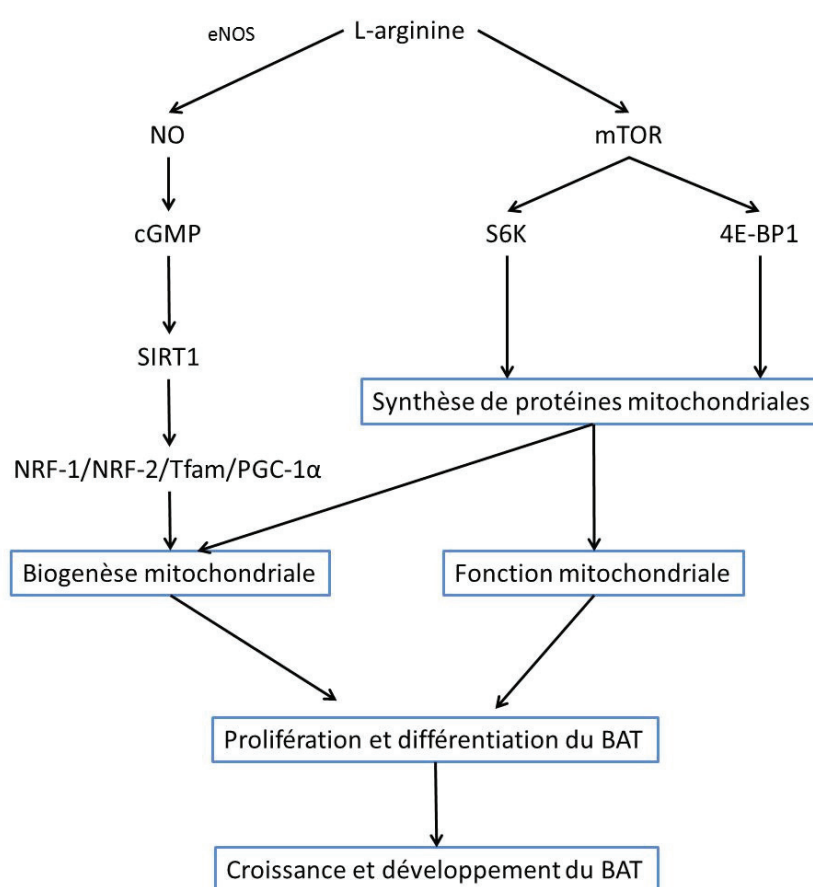 eNOS
L-arginine
NO
mTOR
cGMP
S6K
4E-BP1
SIRT1
Synthèse de protéines mitochondriales
NRF-1/NRF-2/Tfam/PGC-1α
Biogenèse mitochondriale
Fonction mitochondriale
Prolifération et différentiation du BAT
Croissance et développement du BAT